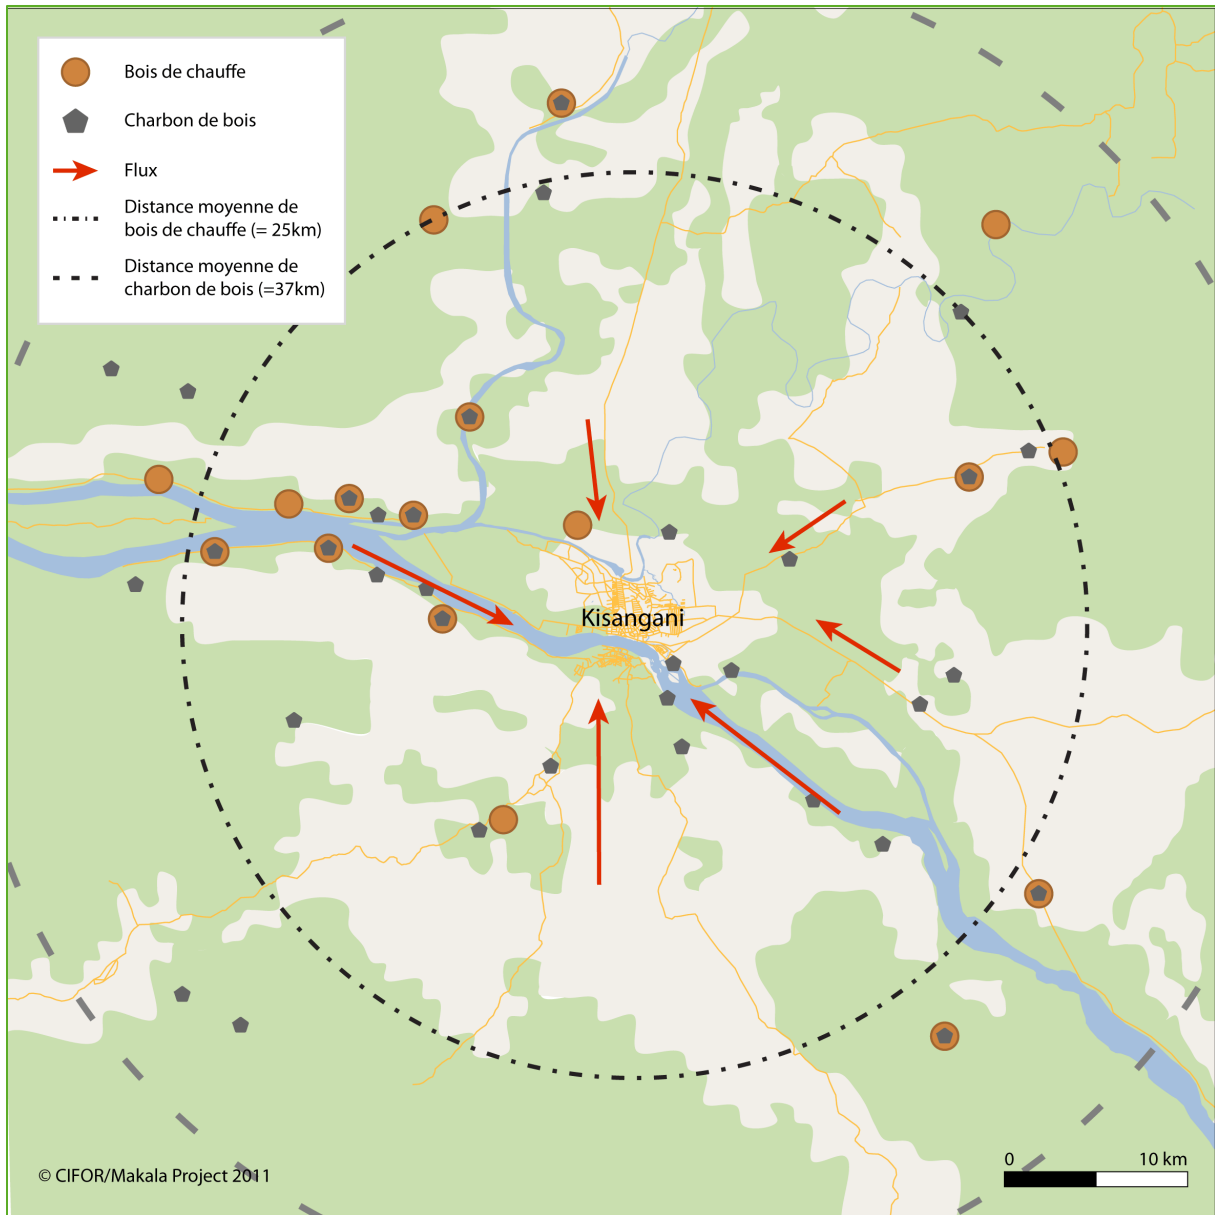 Bois de chauffe
Charbon de bois
Flux
Distance moyenne de
bois de chauffe (= 25km)
Distance moyenne de
charbon de bois (=37km)
Kisangani
0 10 km
© CIFOR/Makala Project 2011